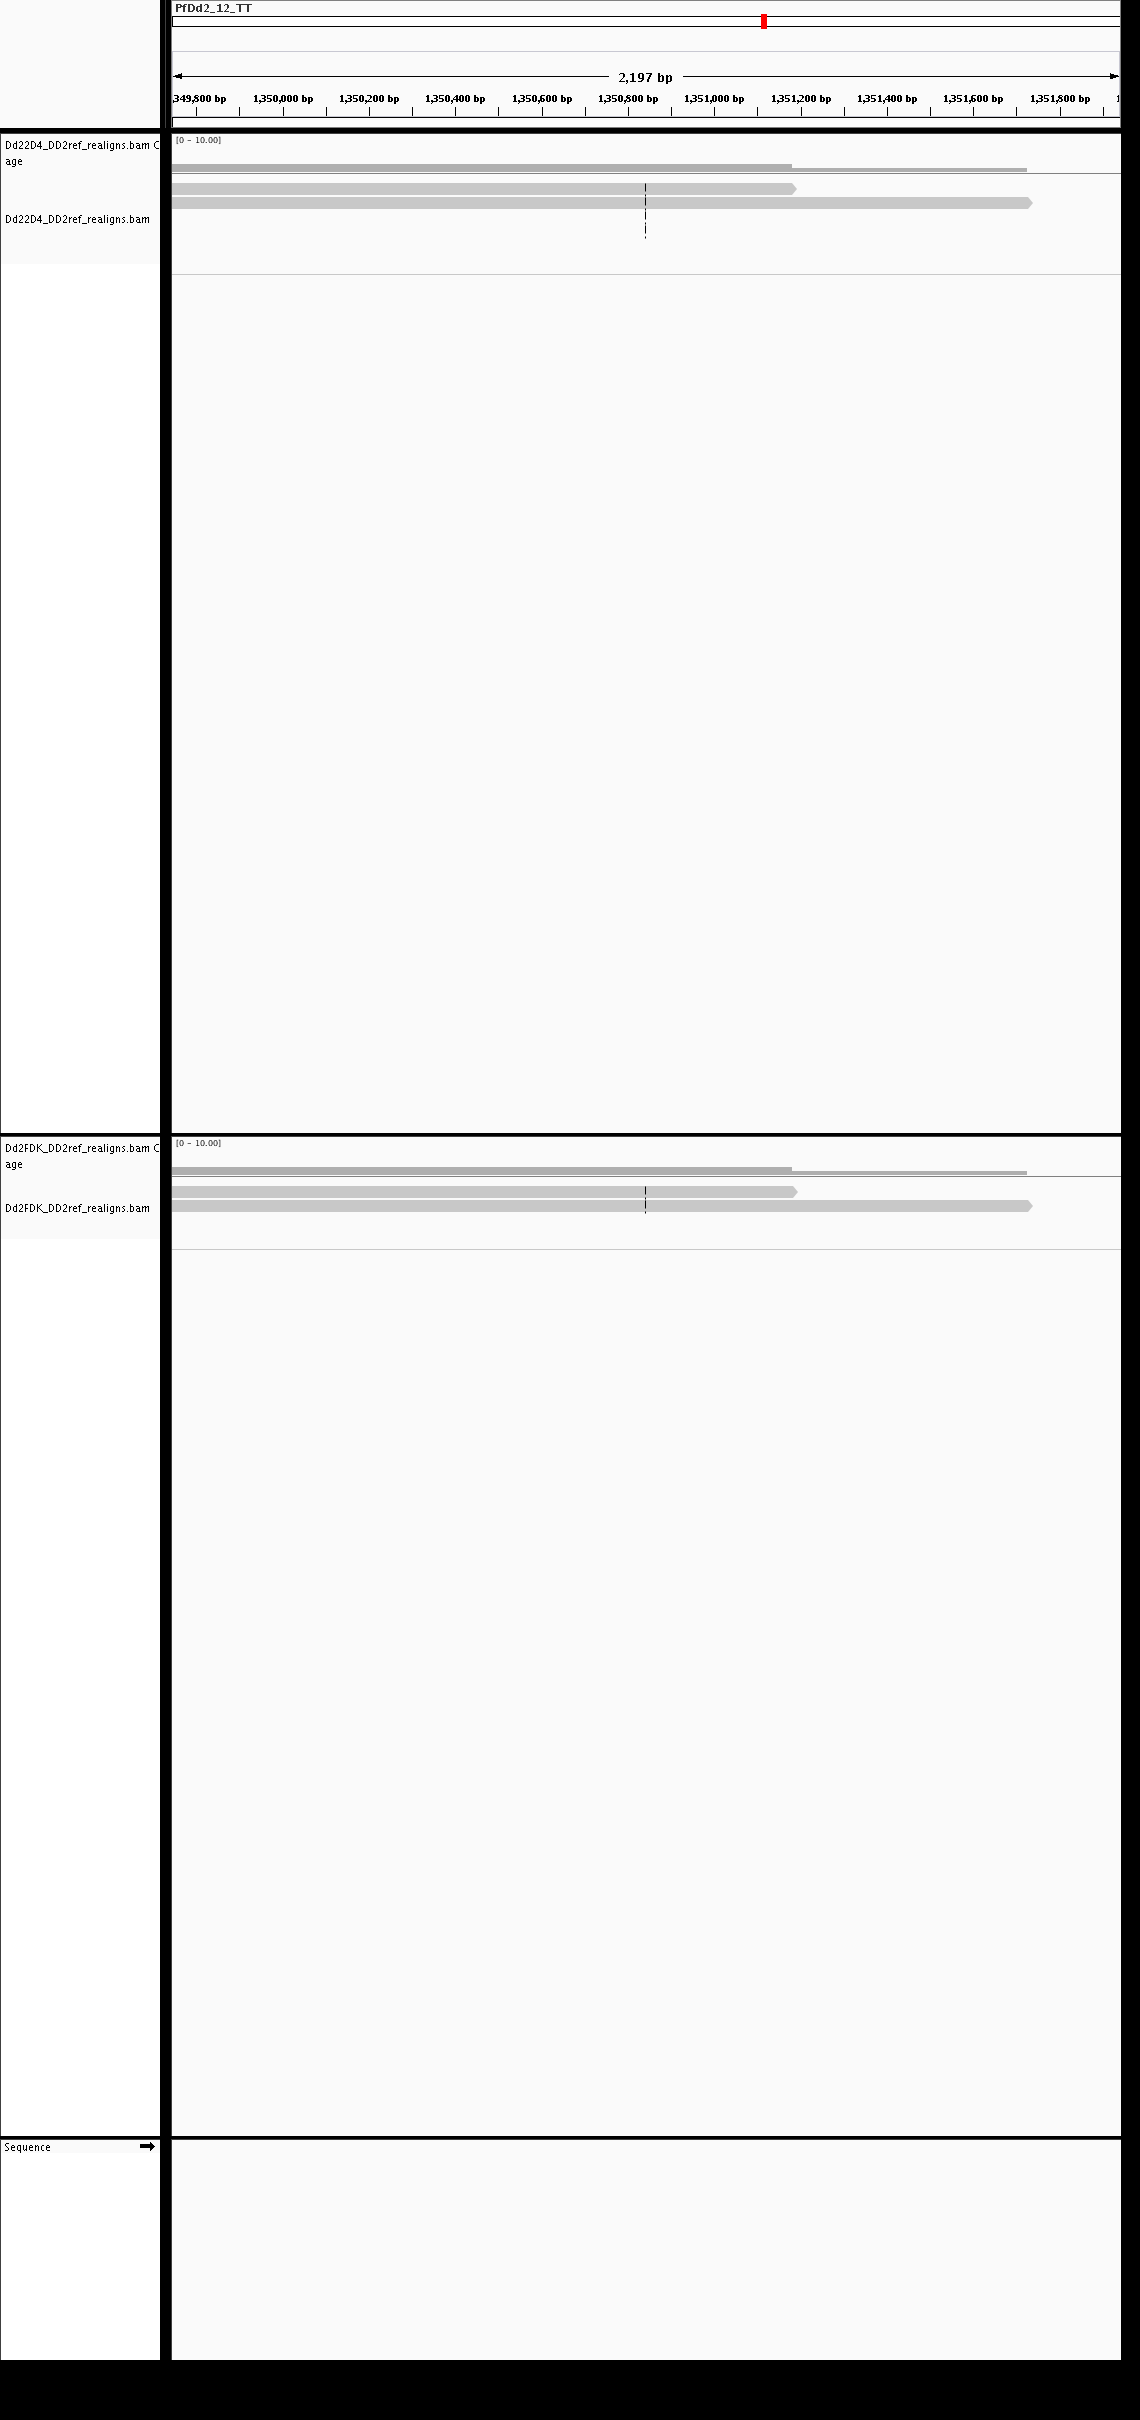 PfDd2_12_TT
2,197 bp
,349,800 bp 1,350,000 bp 1,350,200 bp 1,350,400 bp 1,350,600 bp 1,350,800 bp 1,351,000 bp 1,351,200 bp 1,351,400 bp 1,351,600 bp 1,351,800 bp 1
Dd22D4_DD2ref_realigns.bam C
age
[0 - 10.00]
Dd22D4_DD2ref_realigns.bam
Dd2FDK_DD2ref_realigns.bam C
age
[0 - 10.00]
Dd2FDK_DD2ref_realigns.bam
Sequence